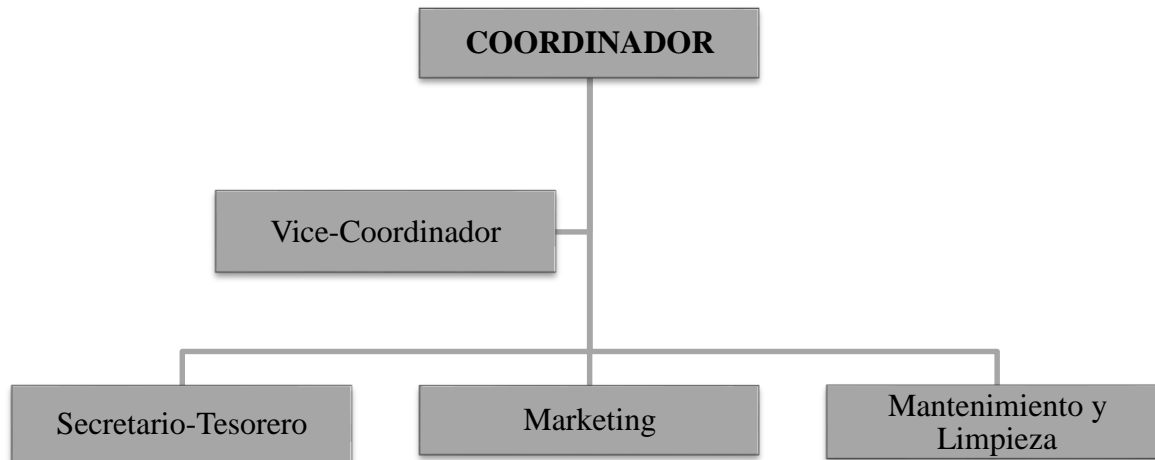 COORDINADOR
Vice-Coordinador
Secretario-Tesorero
Marketing
Mantenimiento y
Limpieza